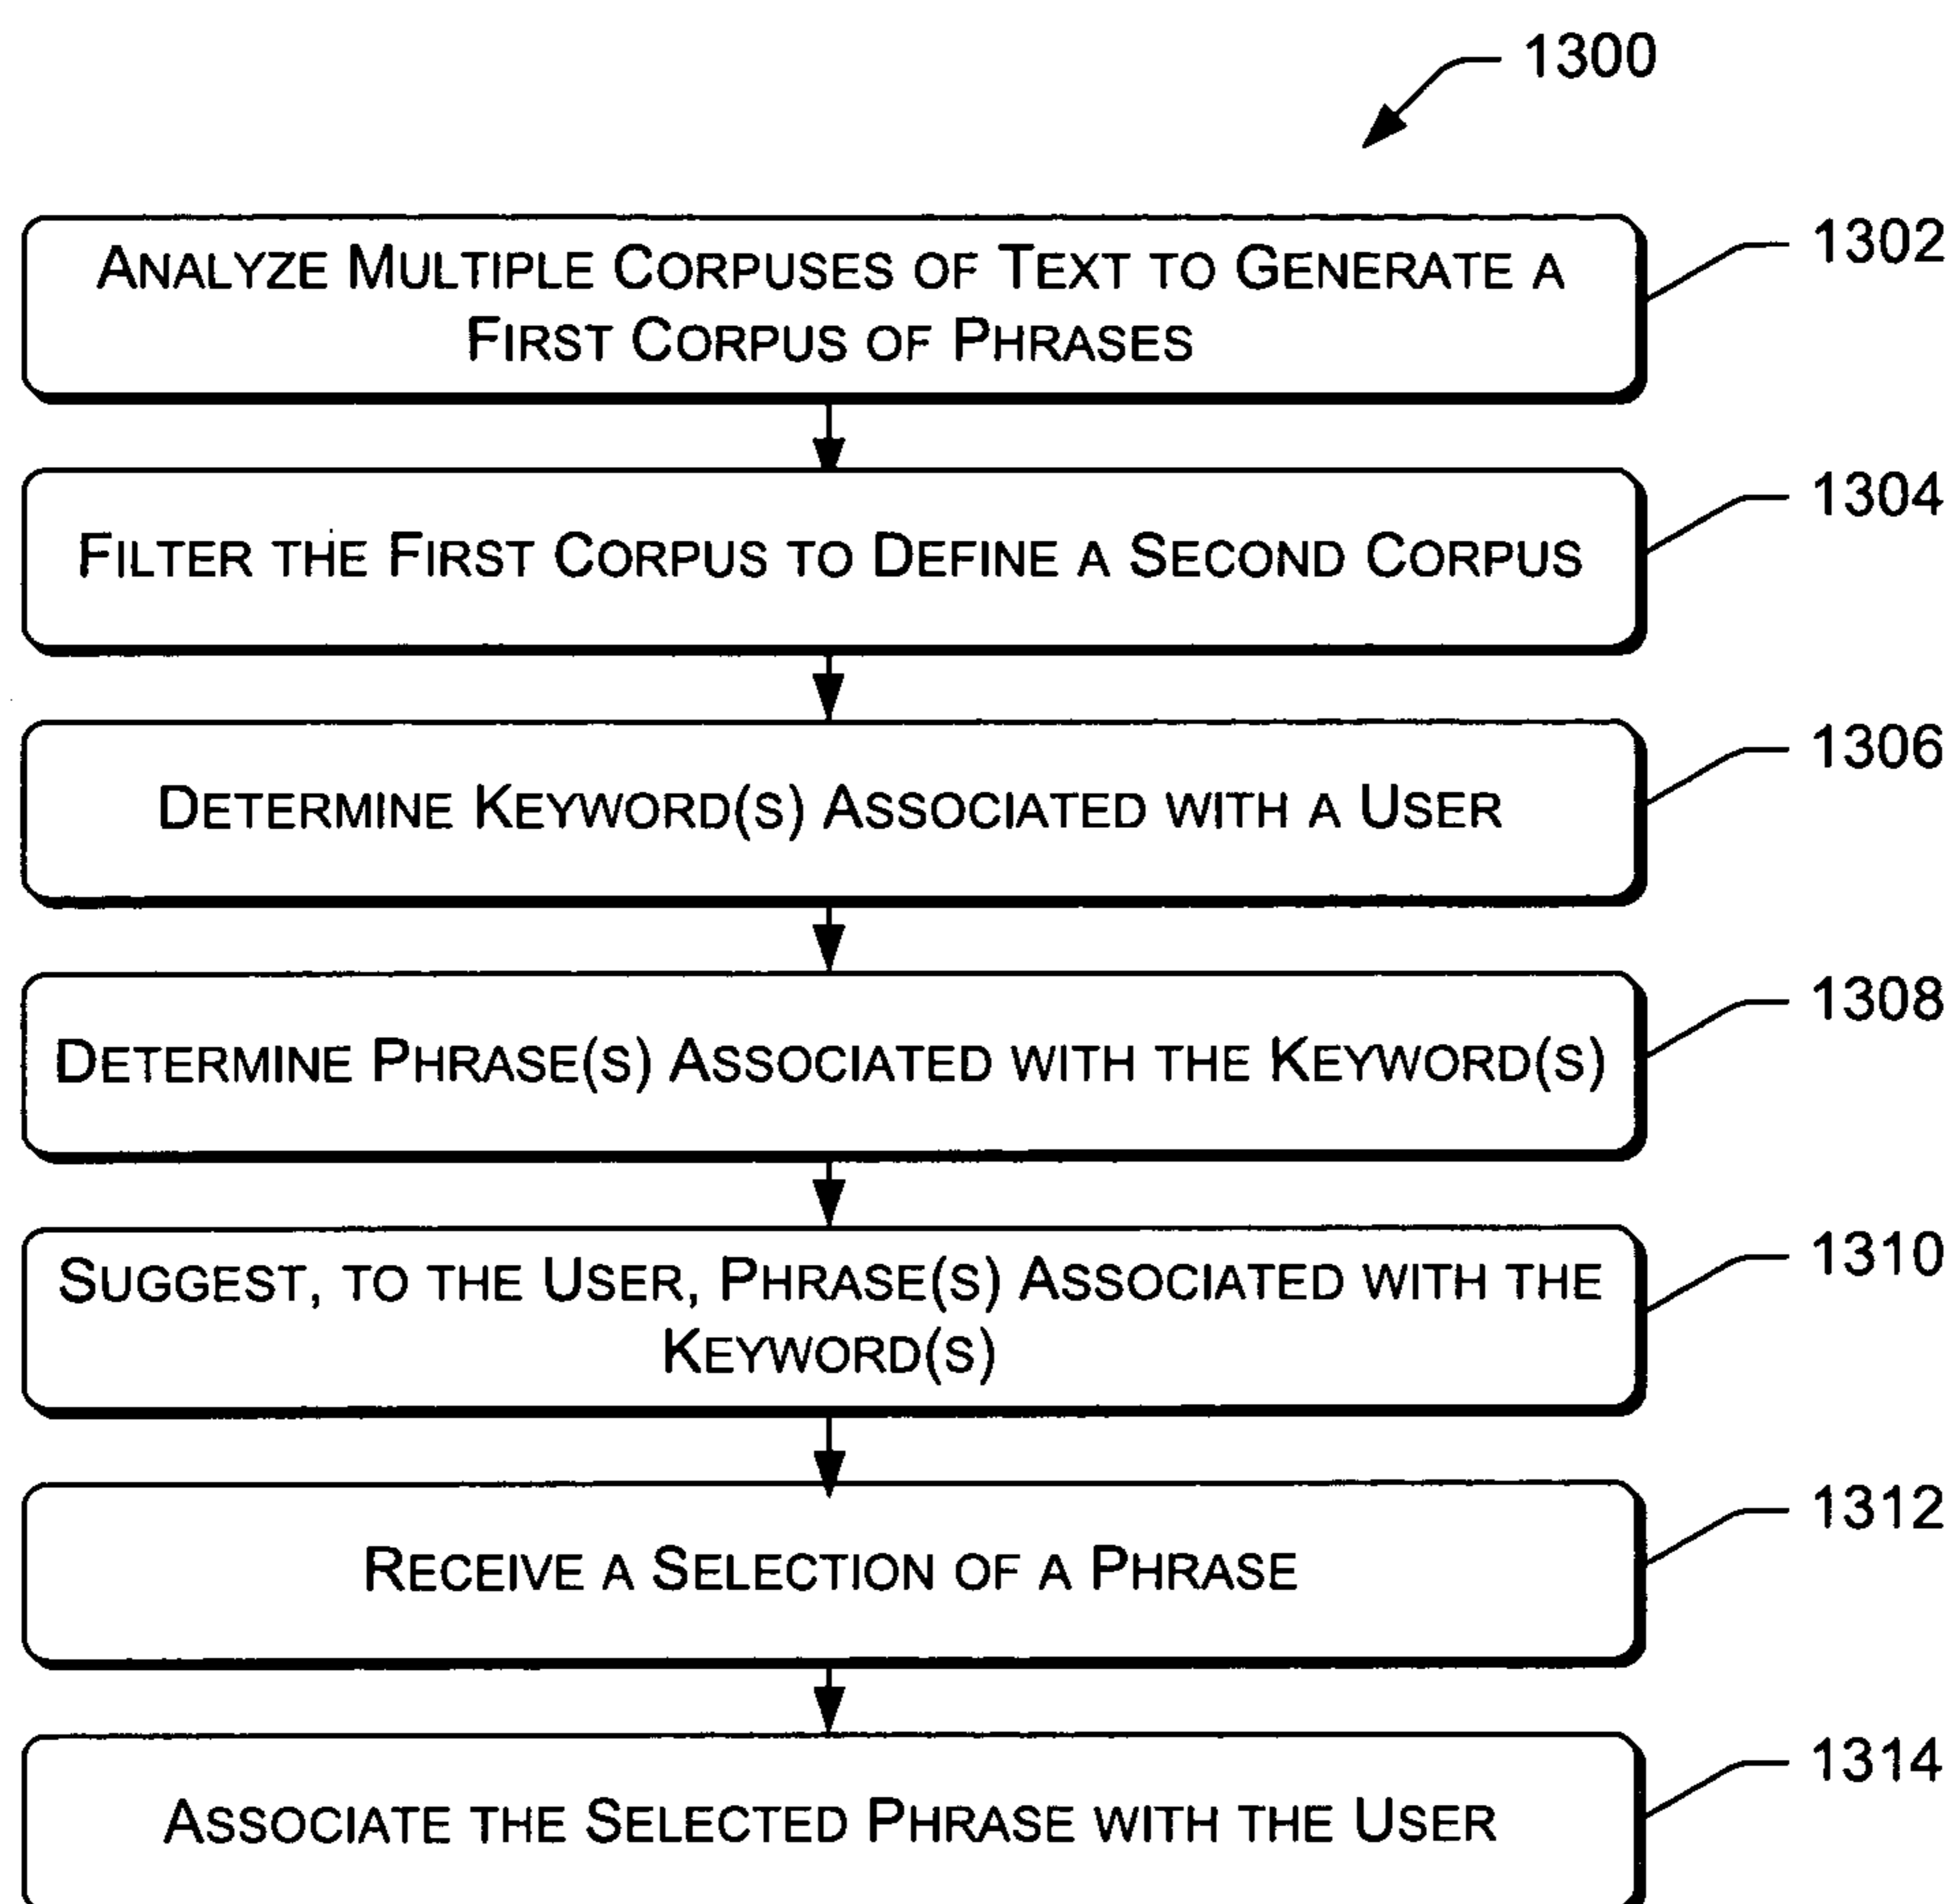 1300
ANALYZE MULTIPLE CORPUSES OF TEXT TO GENERATE A
FIRST CORPUS OF PHRASES
1302
FILTER THE FIRST CORPUS TO DEFINE A SECOND CORPUS
1304
DETERMINE KEYWORD(S) ASSOCIATED WITH A USER
1306
DETERMINE PHRASE(S) ASSOCIATED WITH THE KEYWORD(S)
1308
SUGGEST, TO THE USER, PHRASE(S) ASSOCIATED WITH THE
KEYWORD(S)
1310
RECEIVE A SELECTION OF A PHRASE
1312
ASSOCIATE THE SELECTED PHRASE WITH THE USER
1314